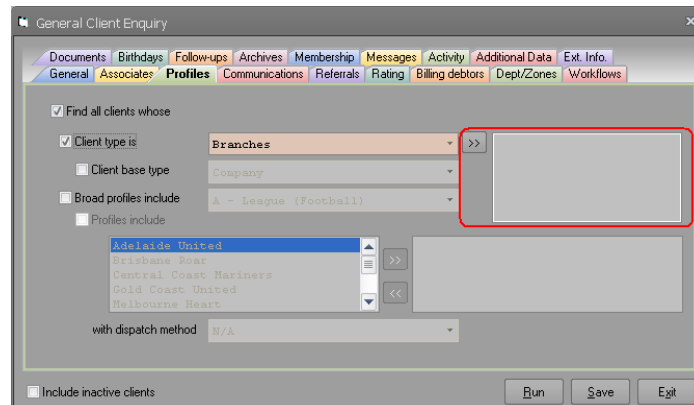 General Client Enquiry
Documents Birthdays Follow-ups Archives Membership Messages Activity Additional Data Ext. Info.
General Associates Profiles Communications Referrals Rating Billing debtors Dept/Zones Workflows
Find all clients whose
Client type is Branches >>
Client base type Company
Broad profiles include A - League (Football)
Profiles include
Adelaide United
Brisbane Roar
Central Coast Mariners
Gold Coast United
Melbourne Heart
>>
<<
with dispatch method N/A
Include inactive clients Run Save Exit